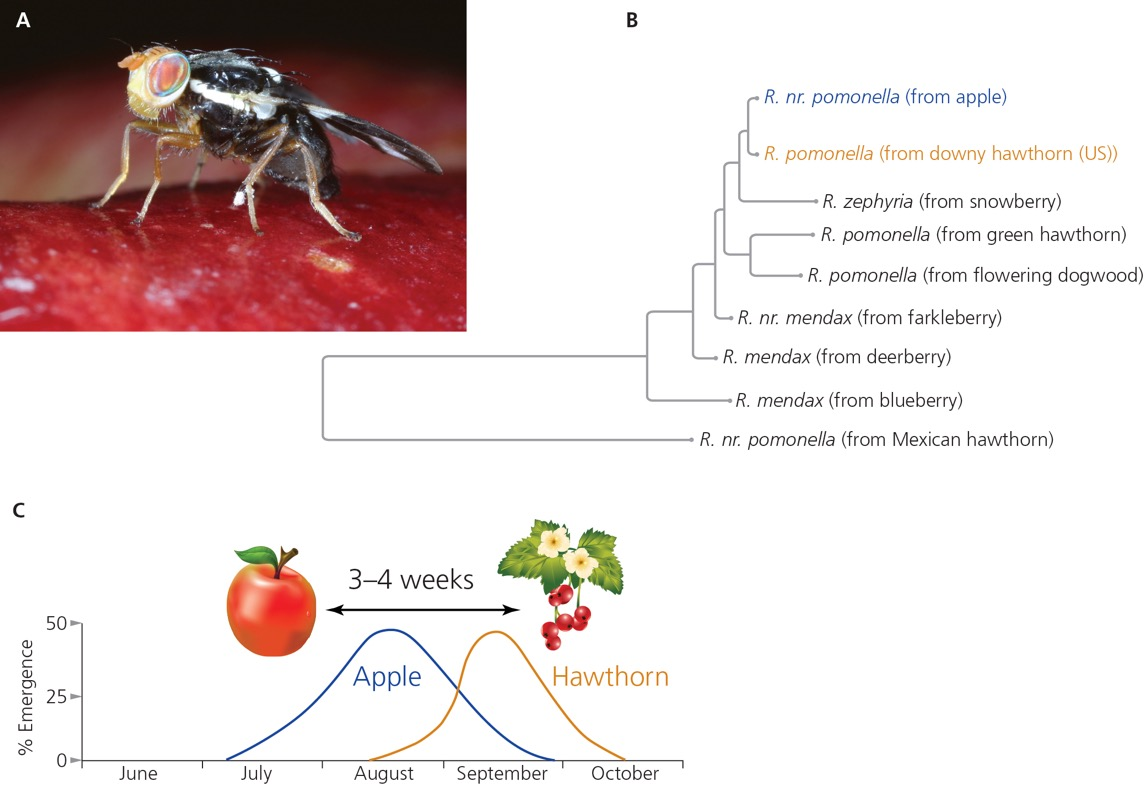 A
B
R. nr. pomonella (from apple)
R. pomonella (from downy hawthorn (US))
R. zephyria (from snowberry)
R. pomonella (from green hawthorn)
R. pomonella (from flowering dogwood)
R. nr. mendax (from farkleberry)
R. mendax (from deerberry)
R. mendax (from blueberry)
R. nr. pomonella (from Mexican hawthorn)
C
3–4 weeks
50
25
0
% Emergence
Apple
Hawthorn
June July August September October